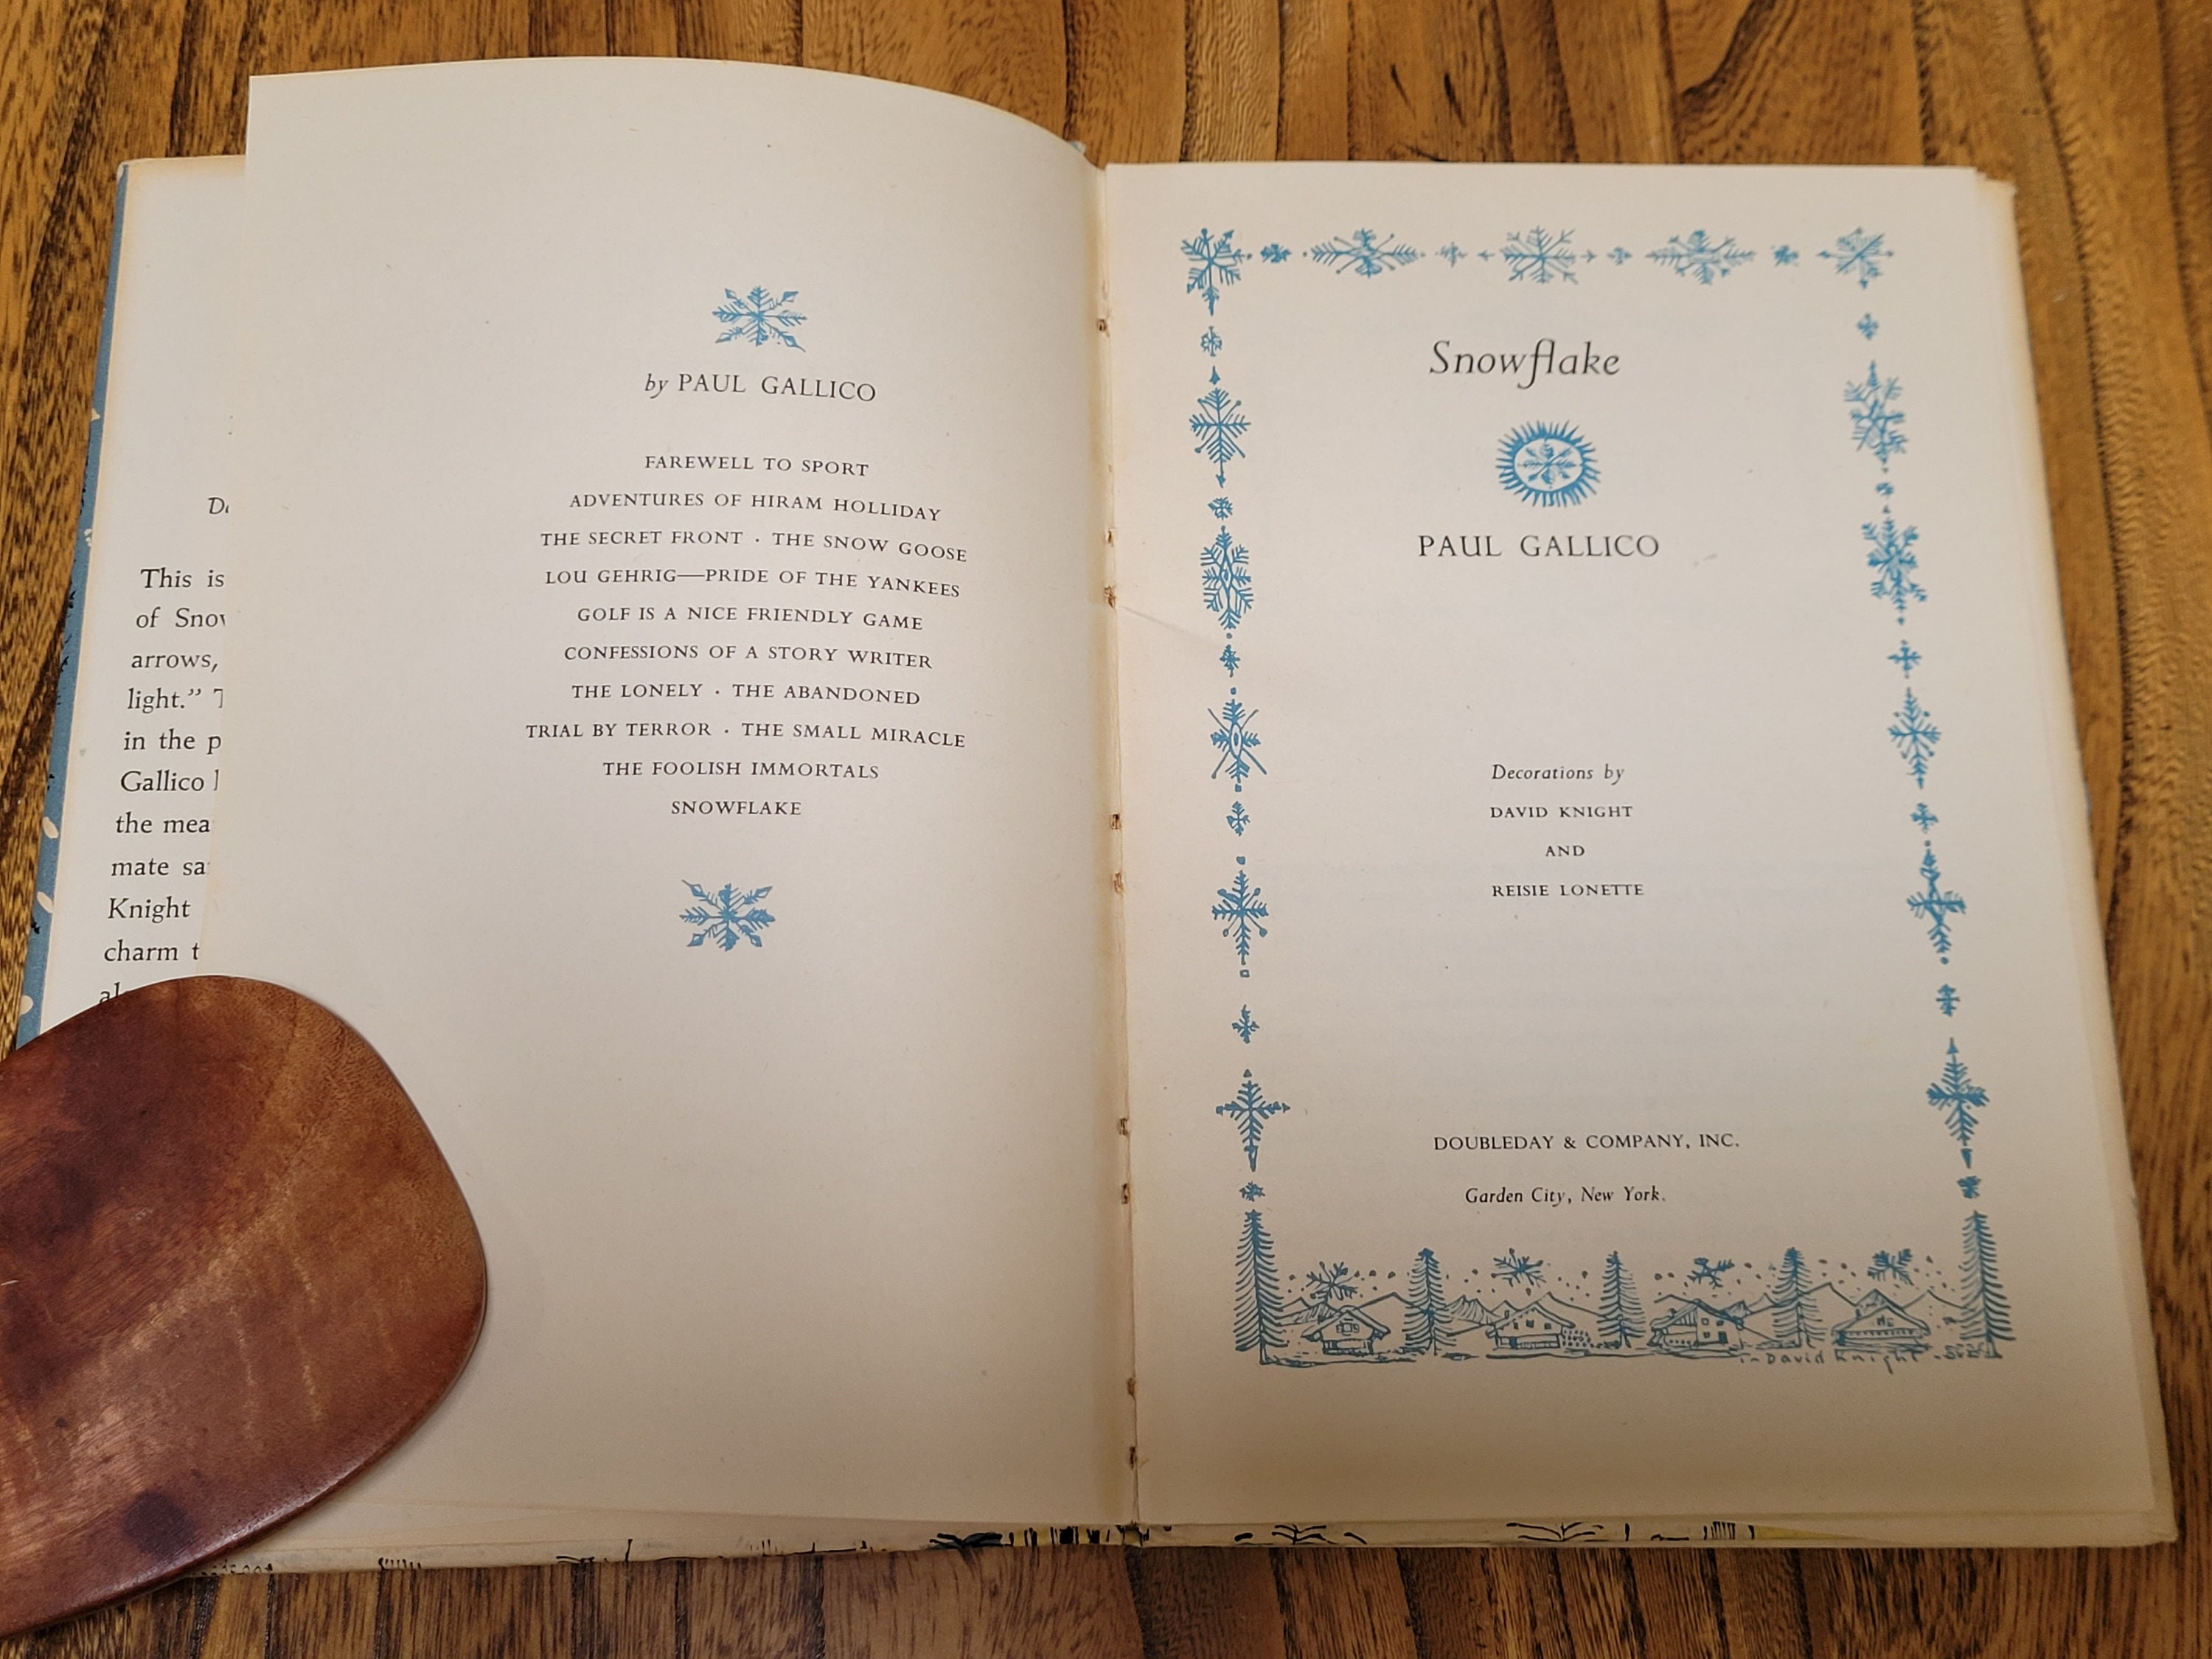 This is
of
arrows,
light."
in the
Gallico
the
mate
Knight
charm
by PAUL GALLICO
FAREWELL TO SPORT
ADVENTURES OF HIRAM HOLLIDAY
THE SECRET FRONT · THE SNOW GOOSE
LOU GEHRIG—PRIDE OF THE YANKEES
GOLF IS A NICE FRIENDLY GAME
CONFESSIONS OF A STORY WRITER
THE LONELY · THE ABANDONED
TRIAL BY TERROR · THE SMALL MIRACLE
THE FOOLISH IMMORTALS
SNOWFLAKE
Snowflake
PAUL GALLICO
Decorations by
DAVID KNIGHT
AND
REISIE LONETTE
DOUBLEDAY & COMPANY, INC.
Garden City, New York.
David Knight